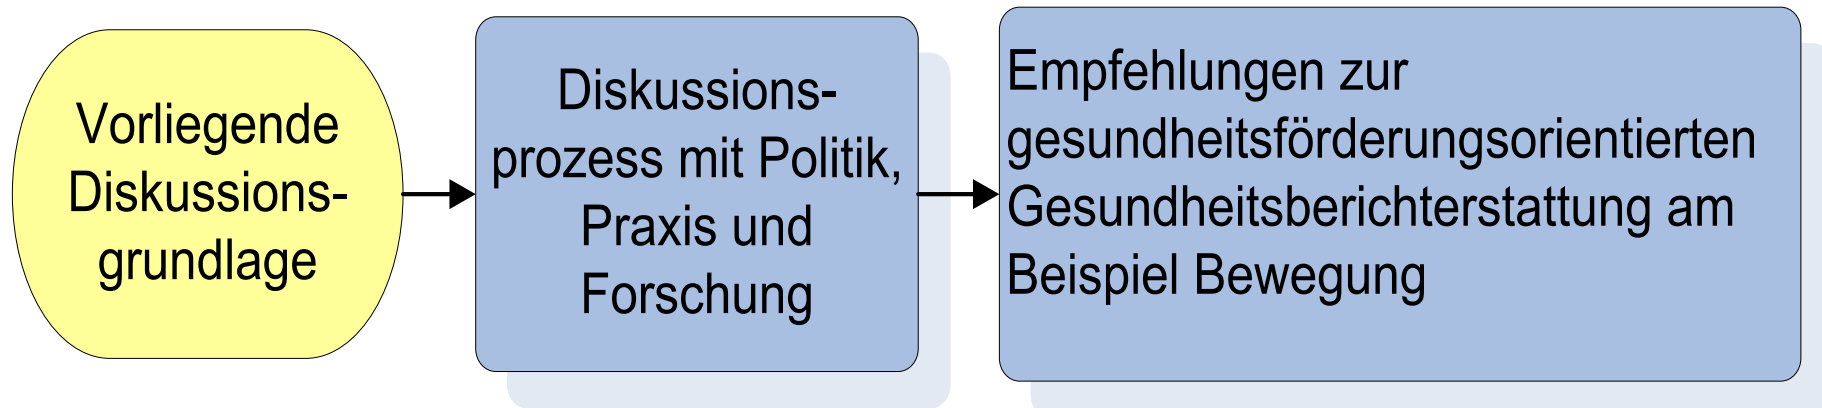 Vorliegende
Diskussions-
grundlage
Diskussions-
prozess mit Politik,
Praxis und
Forschung
Empfehlungen zur
gesundheitsförderungsorientierten
Gesundheitsberichterstattung am
Beispiel Bewegung